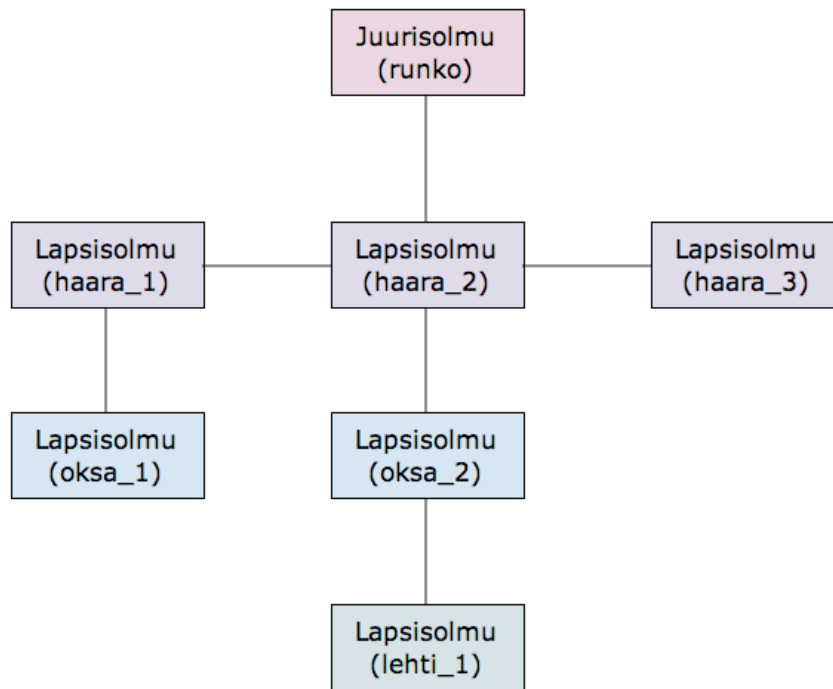 Juurisolmu
(runko)
Lapsisolmu
(haara_1)
Lapsisolmu
(haara_2)
Lapsisolmu
(haara_3)
Lapsisolmu
(oksa_1)
Lapsisolmu
(oksa_2)
Lapsisolmu
(lehti_1)